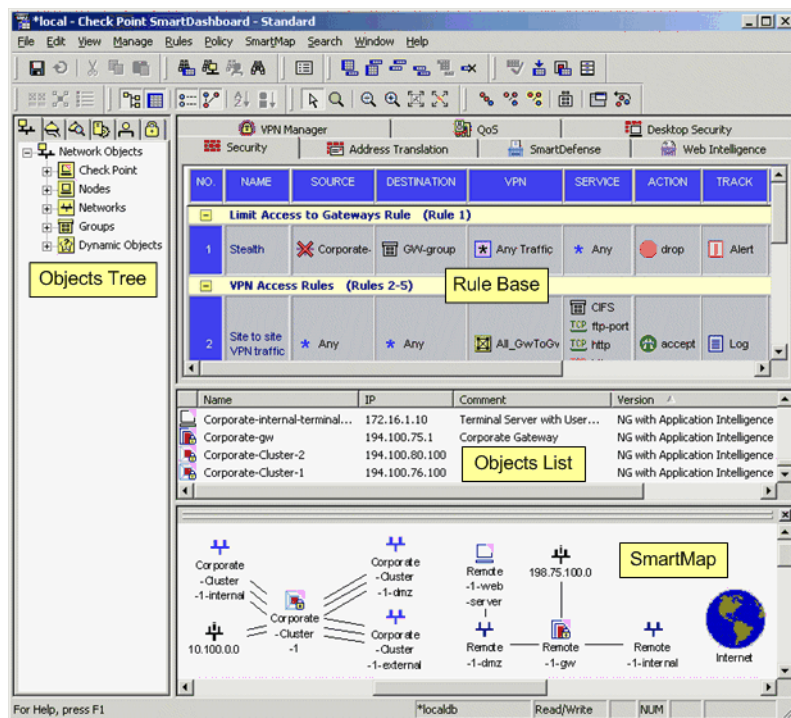 *local - Check Point SmartDashboard - Standard
File Edit View Manage Rules Policy SmartMap Search Window Help
VPN Manager QoS Desktop Security
Security Address Translation SmartDefense Web Intelligence
Network Objects
Check Point
Nodes
Networks
Groups
Dynamic Objects
Objects Tree
NO. NAME SOURCE DESTINATION VPN SERVICE ACTION TRACK
Limit Access to Gateways Rule (Rule 1)
1 Stealth Corporate- GW-group Any Traffic Any drop Alert
VPN Access Rules (Rules 2-5)
Rule Base
CIFS
TCP ftp-port
2 Site to site VPN traffic Any Any All_GwToGv TCP http accept Log
Name IP Comment Version
Corporate-internal-terminal... 172.16.1.10 Terminal Server with User... NG with Application Intelligence
Corporate-gw 194.100.75.1 Corporate Gateway NG with Application Intelligence
Corporate-Cluster-2 194.100.80.100 NG with Application Intelligence
Corporate-Cluster-1 194.100.76.100 NG with Application Intelligence
Objects List
SmartMap
Corporate
-Cluster
-1-internal
Corporate
-Cluster
-1-dmz
Remote
-1-web
-server
198.75.100.0
10.100.0.0
Corporate
-Cluster
-1
Corporate
-Cluster
-1-external
Remote
-1-dmz
Remote
-1-gw
Remote
-1-internal
Internet
For Help, press F1 *localdb Read/Write NUM